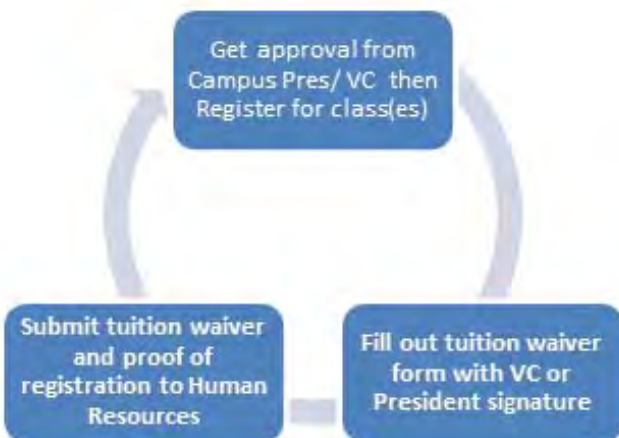 Get approval from
Campus Pres/ VC then
Register for class(es)
Fill out tuition waiver
form with VC or
President signature
Submit tuition waiver
and proof of
registration to Human
Resources